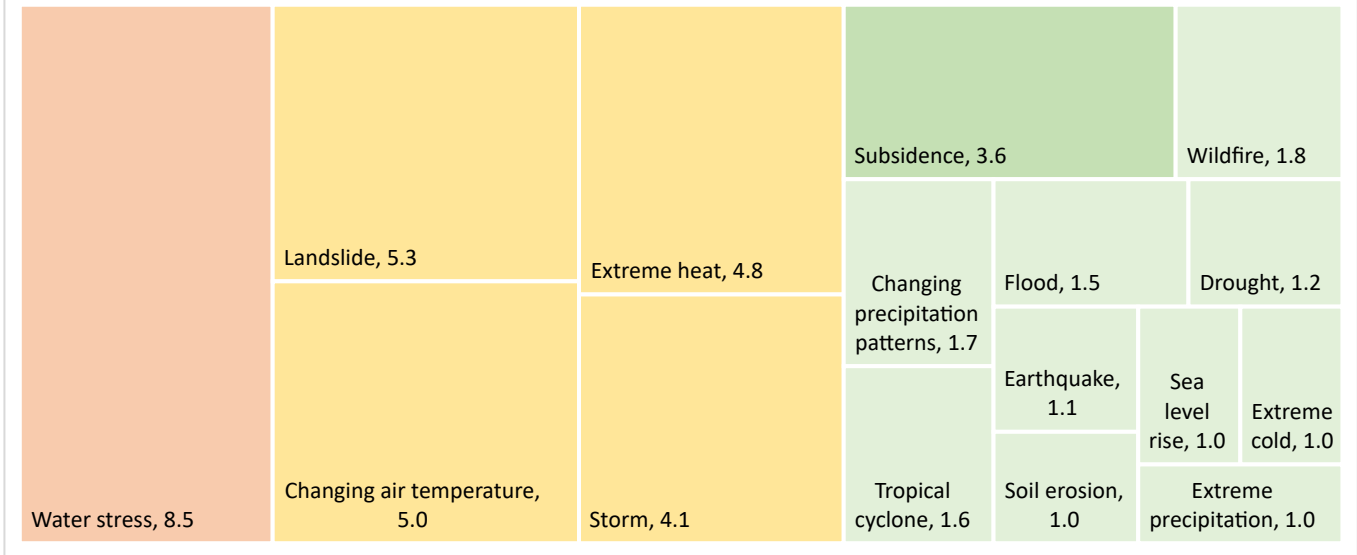 Water stress, 8.5
Landslide, 5.3
Changing air temperature,
5.0
Extreme heat, 4.8
Storm, 4.1
Subsidence, 3.6
Wildfire, 1.8
Changing
precipitation
patterns, 1.7
Tropical
cyclone, 1.6
Flood, 1.5
Drought, 1.2
Earthquake,
1.1
Soil erosion,
1.0
Sea
level
rise, 1.0
Extreme
cold, 1.0
Extreme
precipitation, 1.0